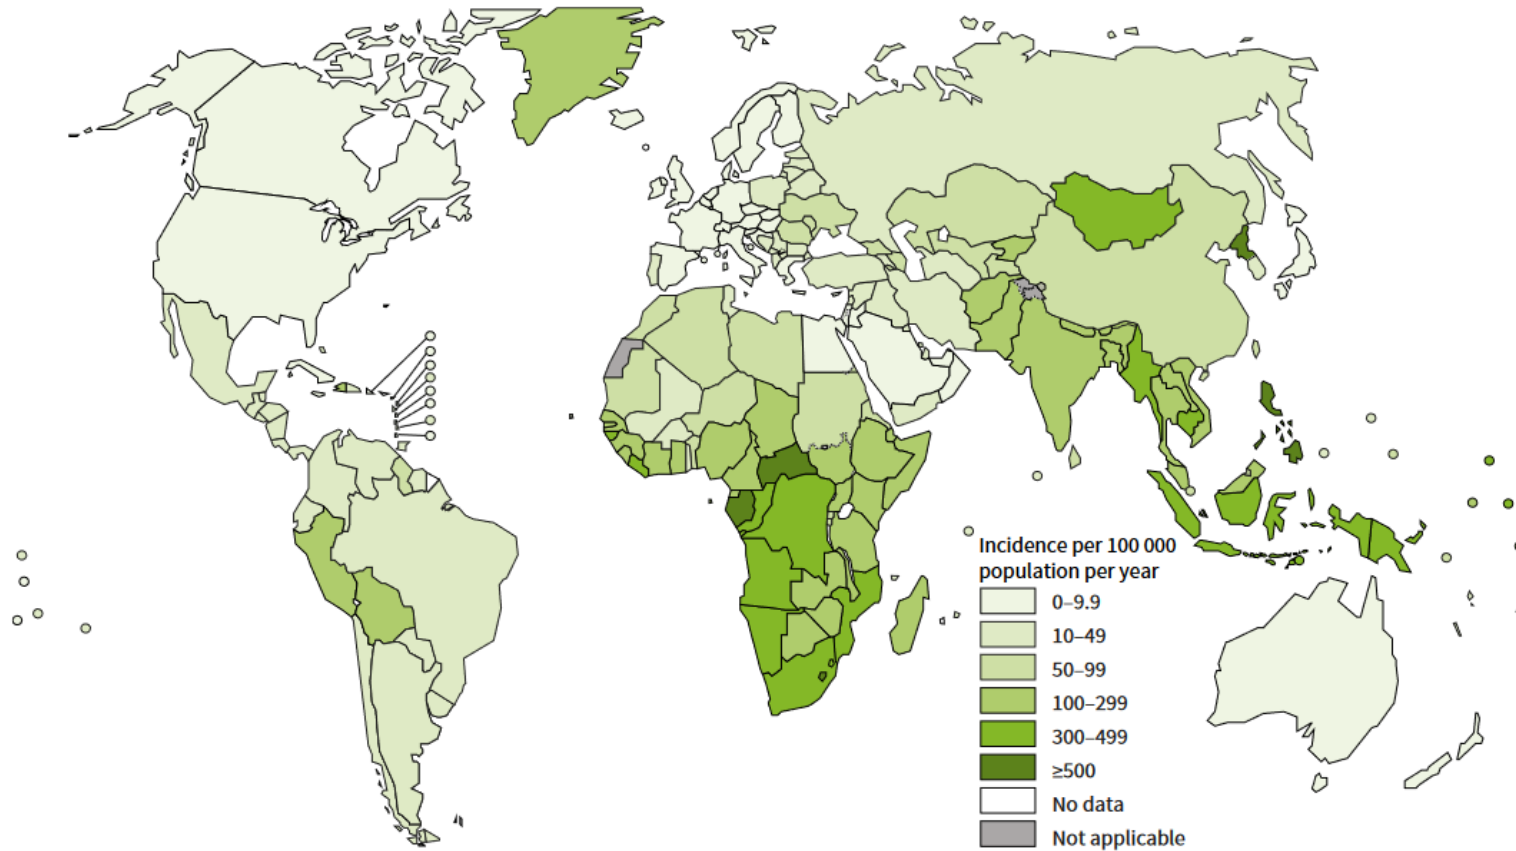 Incidence per 100 000
population per year
0–9.9
10–49
50–99
100–299
300–499
≥500
No data
Not applicable